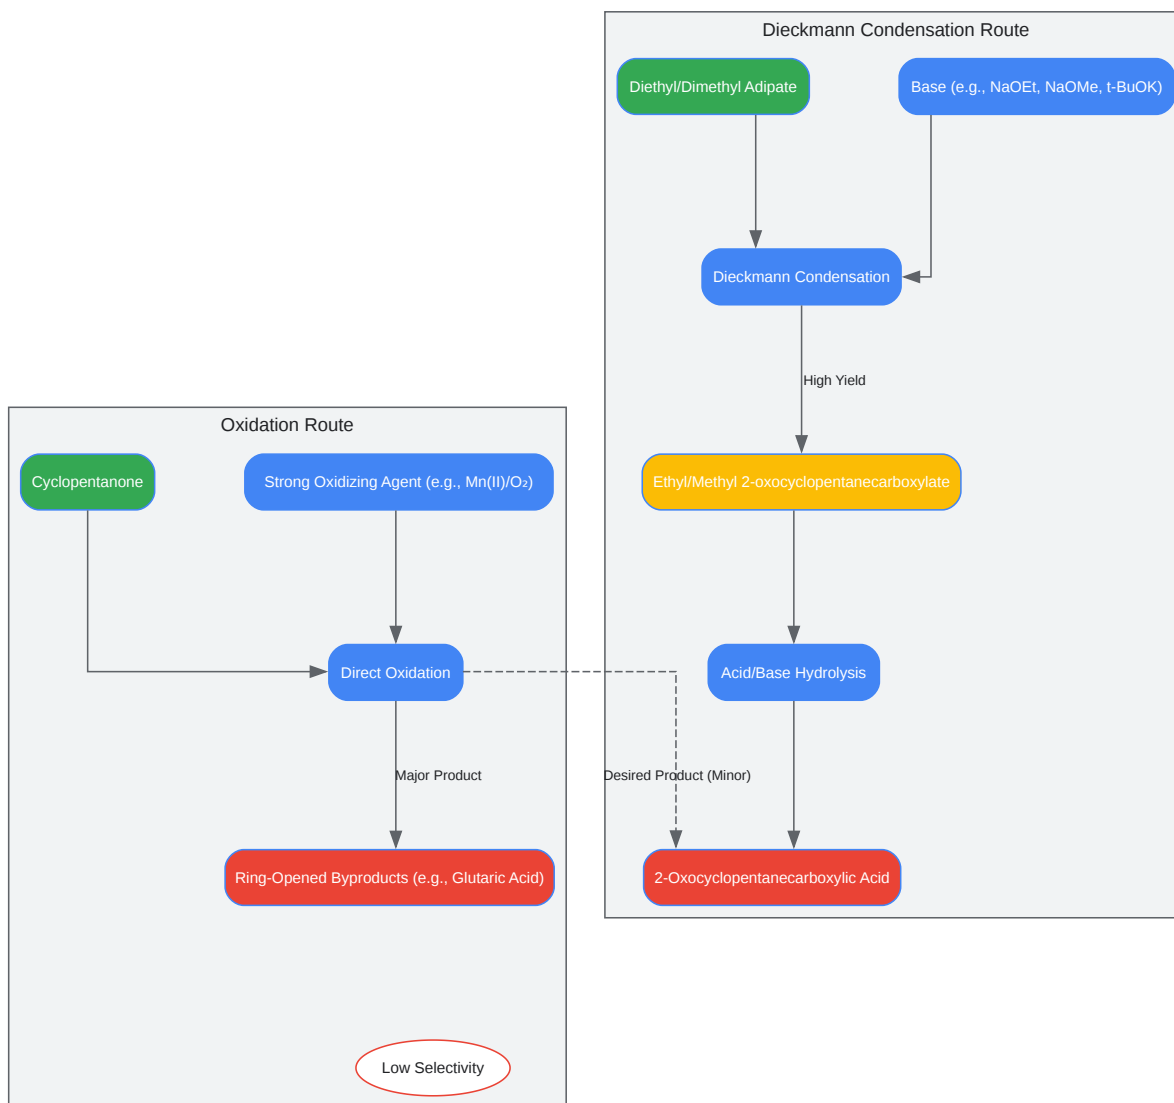 Dieckmann Condensation Route
Diethyl/Dimethyl Adipate
Base (e.g., NaOEt, NaOMe, t-BuOK)
Dieckmann Condensation
High Yield
Ethyl/Methyl 2-oxocyclopentanecarboxylate
Acid/Base Hydrolysis
Desired Product (Minor)
2-Oxocyclopentanecarboxylic Acid
Oxidation Route
Cyclopentanone
Strong Oxidizing Agent (e.g., Mn(II)/O₂)
Direct Oxidation
Major Product
Ring-Opened Byproducts (e.g., Glutaric Acid)
Low Selectivity